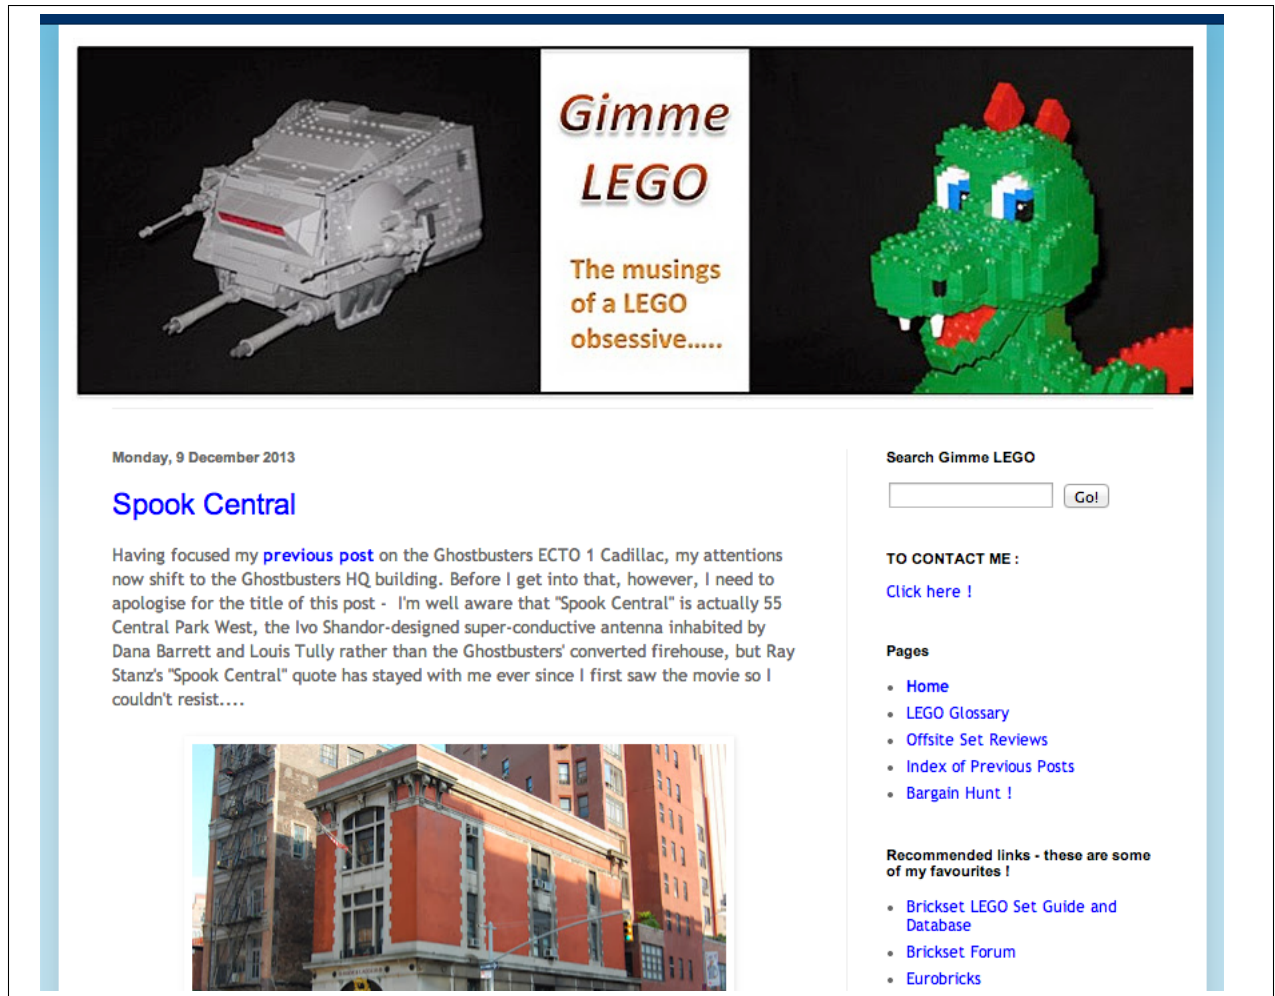 Gimme
LEGO
The musings
of a LEGO
obsessive.....
Monday, 9 December 2013
Spook Central
Having focused my previous post on the Ghostbusters ECTO 1 Cadillac, my attentions
now shift to the Ghostbusters HQ building. Before I get into that, however, I need to
apologise for the title of this post -  I'm well aware that "Spook Central" is actually 55
Central Park West, the Ivo Shandor-designed super-conductive antenna inhabited by
Dana Barrett and Louis Tully rather than the Ghostbusters' converted firehouse, but Ray
Stanz's "Spook Central" quote has stayed with me ever since I first saw the movie so I
couldn't resist....
Search Gimme LEGO
Go!
TO CONTACT ME :
Click here !
Pages
Home
LEGO Glossary
Offsite Set Reviews
Index of Previous Posts
Bargain Hunt !
Recommended links - these are some
of my favourites !
Brickset LEGO Set Guide and
Database
Brickset Forum
Eurobricks